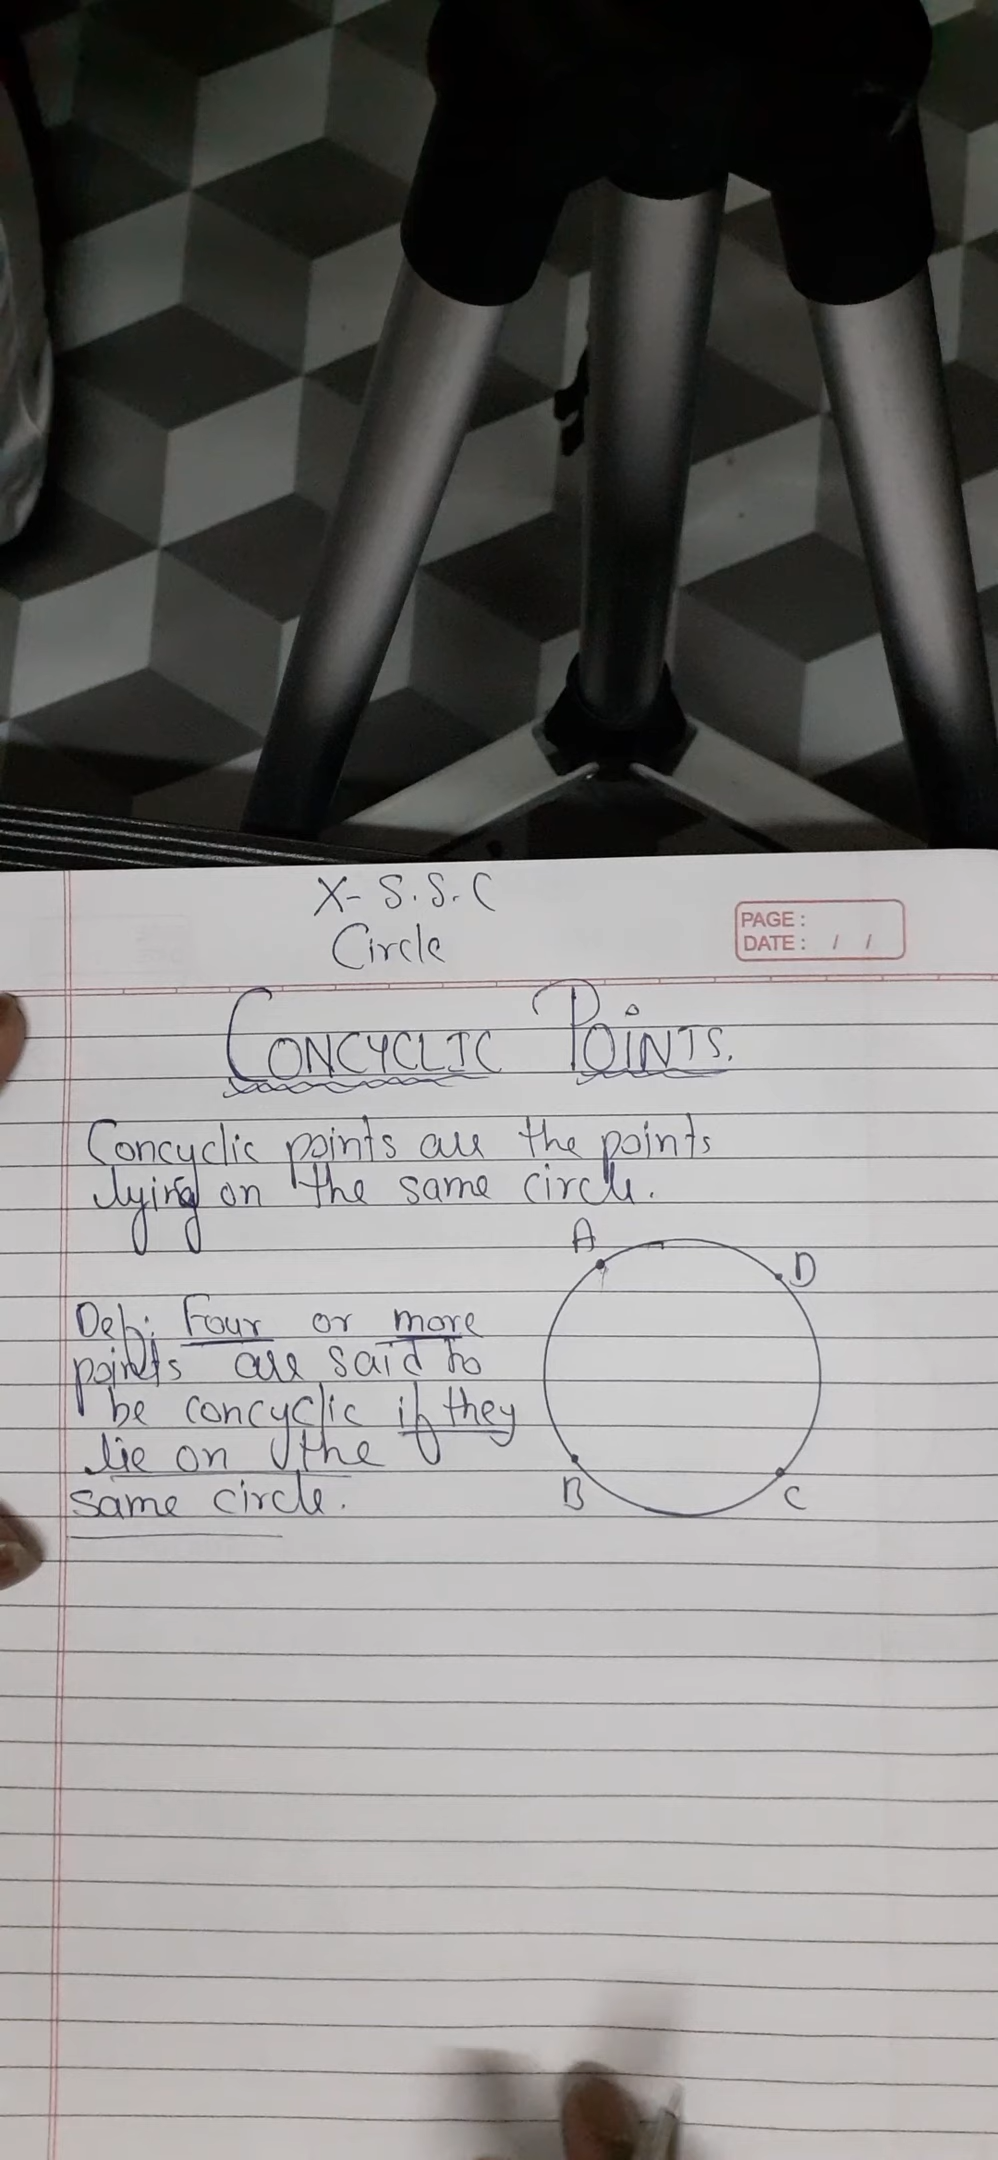 X- S.S.C
Circle
PAGE :
DATE : / /
CONCYCLIC POINTS.
Concyclic points are the points
lying on the same circle.
A
D
Def: Four or more
points are said to
be concyclic if they
lie on the
same circle.
B
C